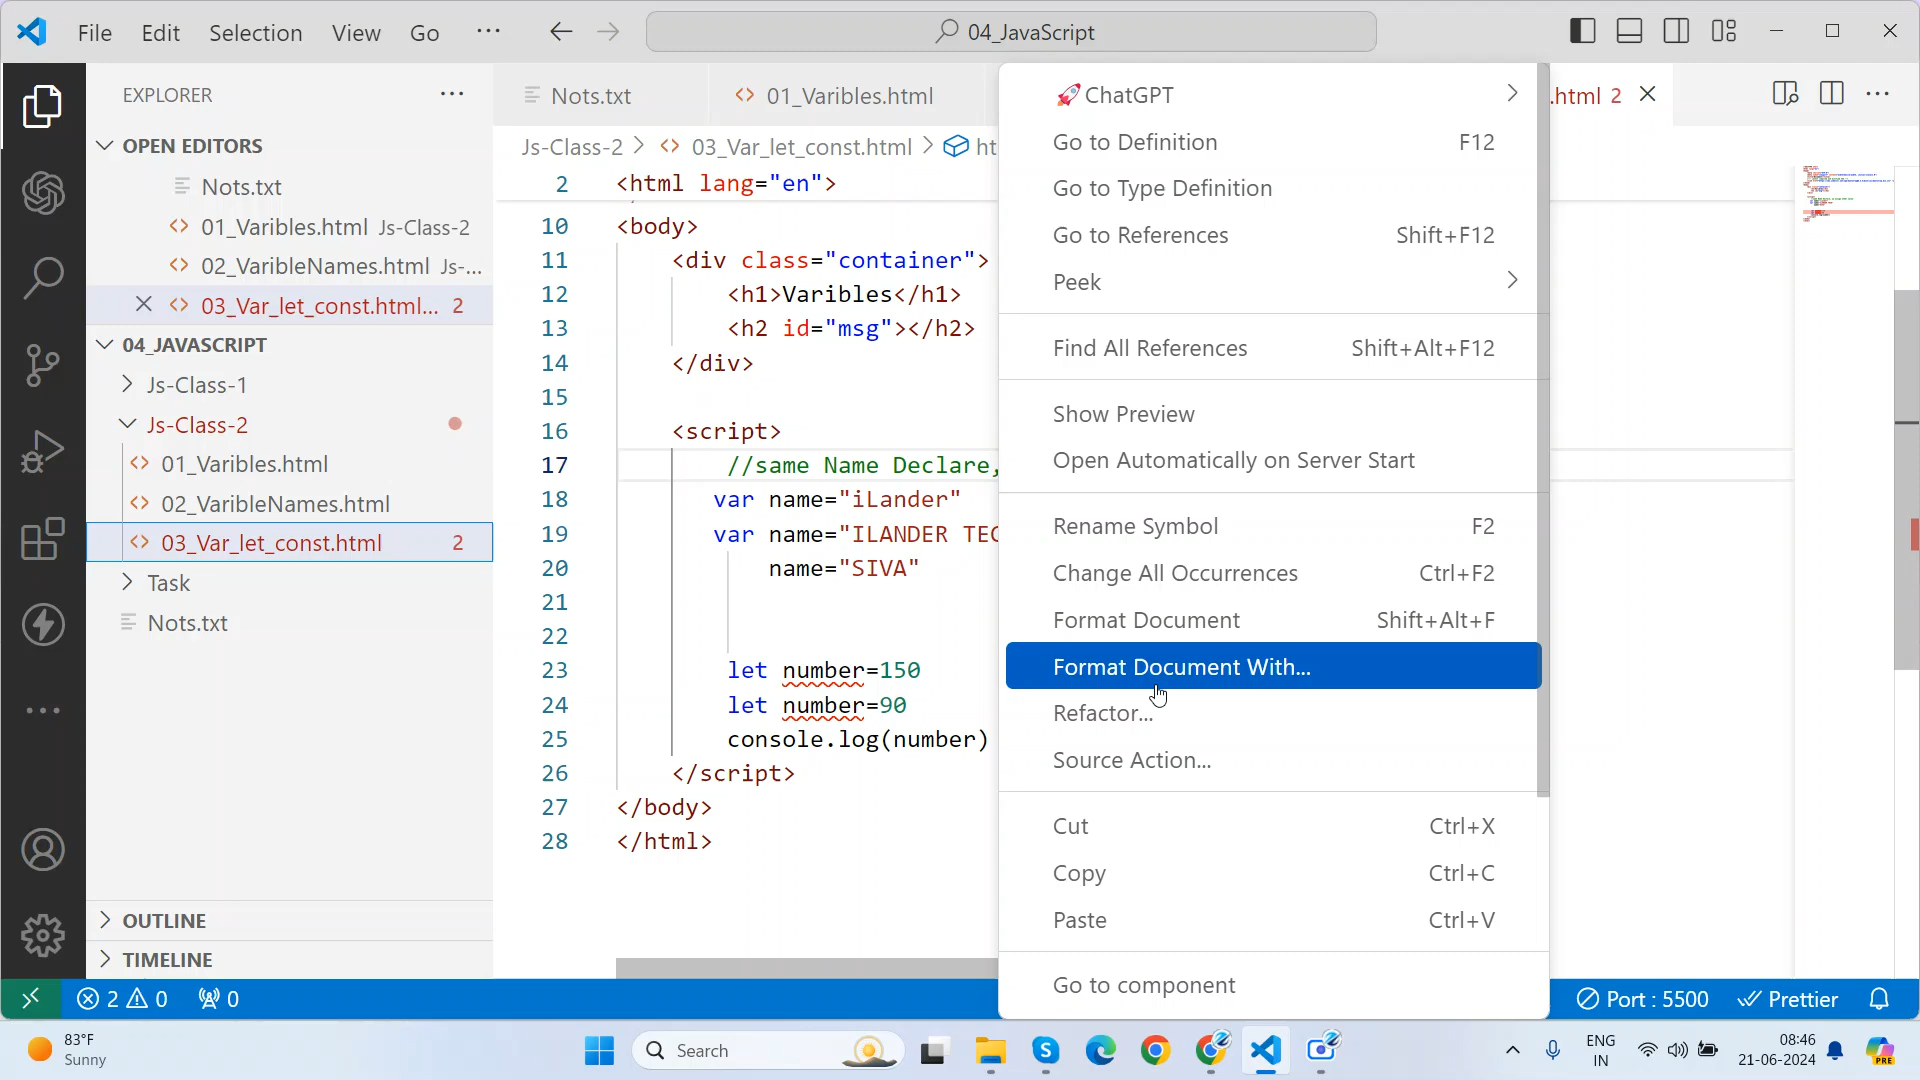 File Edit Selection View Go ··· 04_JavaScript
EXPLORER
OPEN EDITORS
Nots.txt
01_Varibles.html Js-Class-2
02_VaribleNames.html Js-...
03_Var_let_const.html... 2
04_JAVASCRIPT
Js-Class-1
Js-Class-2
01_Varibles.html
02_VaribleNames.html
03_Var_let_const.html 2
Task
Nots.txt
OUTLINE
TIMELINE
Nots.txt 01_Varibles.html .html 2
Js-Class-2 > 03_Var_let_const.html > ht
2 <html lang="en">
10 <body>
11 <div class="container">
12 <h1>Varibles</h1>
13 <h2 id="msg"></h2>
14 </div>
15
16 <script>
17 //same Name Declare,
18 var name="iLander"
19 var name="ILANDER TEC
20 name="SIVA"
21
22
23 let number=150
24 let number=90
25 console.log(number)
26 </script>
27 </body>
28 </html>
🚀ChatGPT
Go to Definition F12
Go to Type Definition
Go to References Shift+F12
Peek
Find All References Shift+Alt+F12
Show Preview
Open Automatically on Server Start
Rename Symbol F2
Change All Occurrences Ctrl+F2
Format Document Shift+Alt+F
Format Document With...
Refactor...
Source Action...
Cut Ctrl+X
Copy Ctrl+C
Paste Ctrl+V
Go to component
2 0 0 Port : 5500 Prettier
83°F
Sunny
Search
ENG
IN
08:46
21-06-2024
PRE